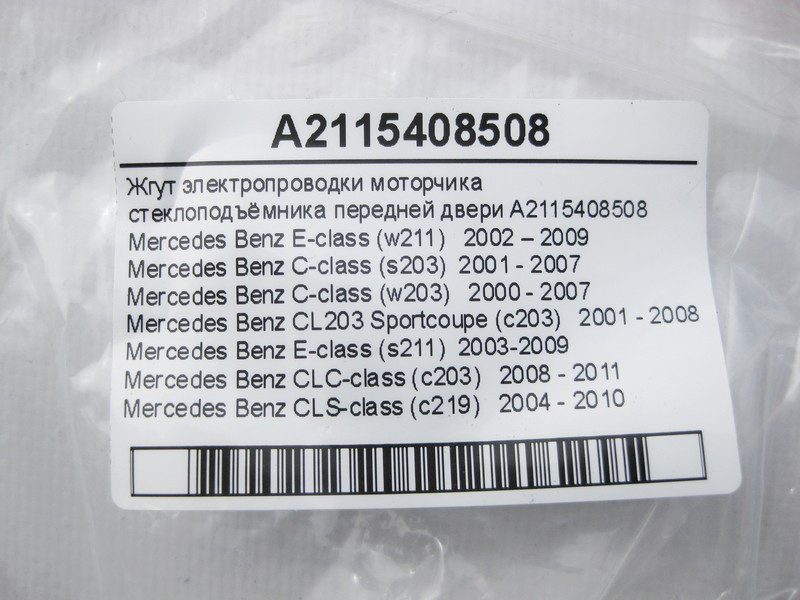 A2115408508
Жгут электропроводки моторчика
стеклоподъёмника передней двери A2115408508
Mercedes Benz E-class (w211) 2002 – 2009
Mercedes Benz C-class (s203) 2001 - 2007
Mercedes Benz C-class (w203) 2000 - 2007
Mercedes Benz CL203 Sportcoupe (c203) 2001 - 2008
Mercedes Benz E-class (s211) 2003-2009
Mercedes Benz CLC-class (c203) 2008 - 2011
Mercedes Benz CLS-class (c219) 2004 - 2010